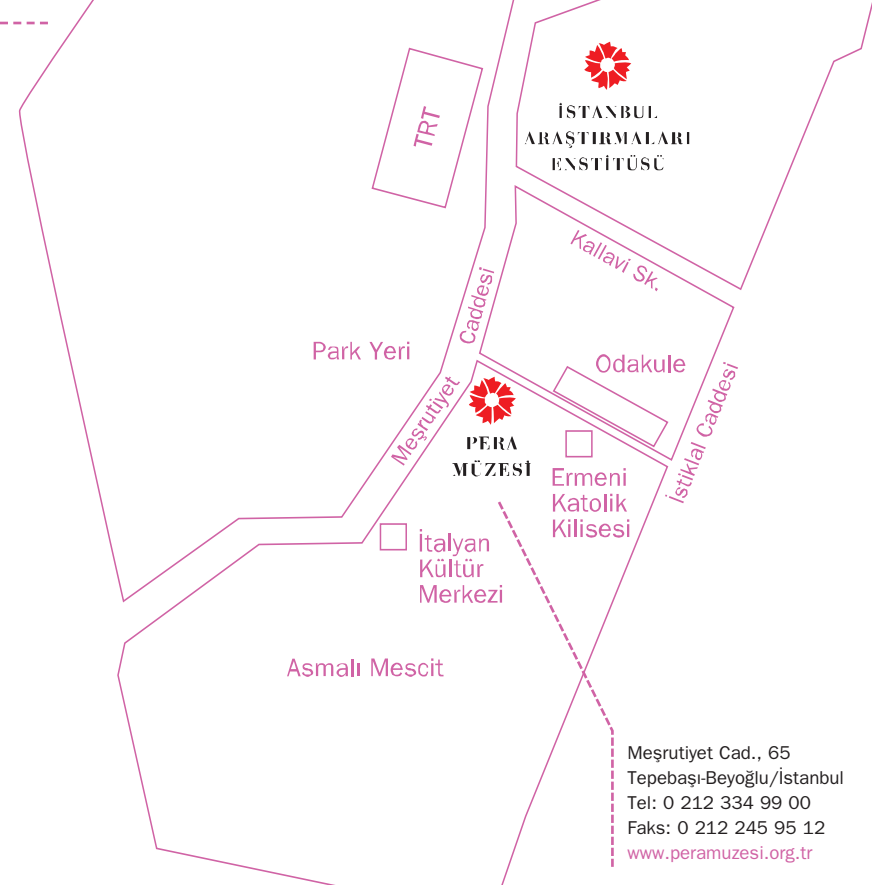 TRT
İSTANBUL
ARAŞTIRMALARI
ENSTİTÜSÜ
Kallavi Sk.
Meşrutiyet Caddesi
Park Yeri
Odakule
İstiklal Caddesi
PERA
MÜZESİ
Ermeni
Katolik
Kilisesi
İtalyan
Kültür
Merkezi
Asmalı Mescit
Meşrutiyet Cad., 65
Tepebaşı-Beyoğlu/İstanbul
Tel: 0 212 334 99 00
Faks: 0 212 245 95 12
www.peramuzesi.org.tr